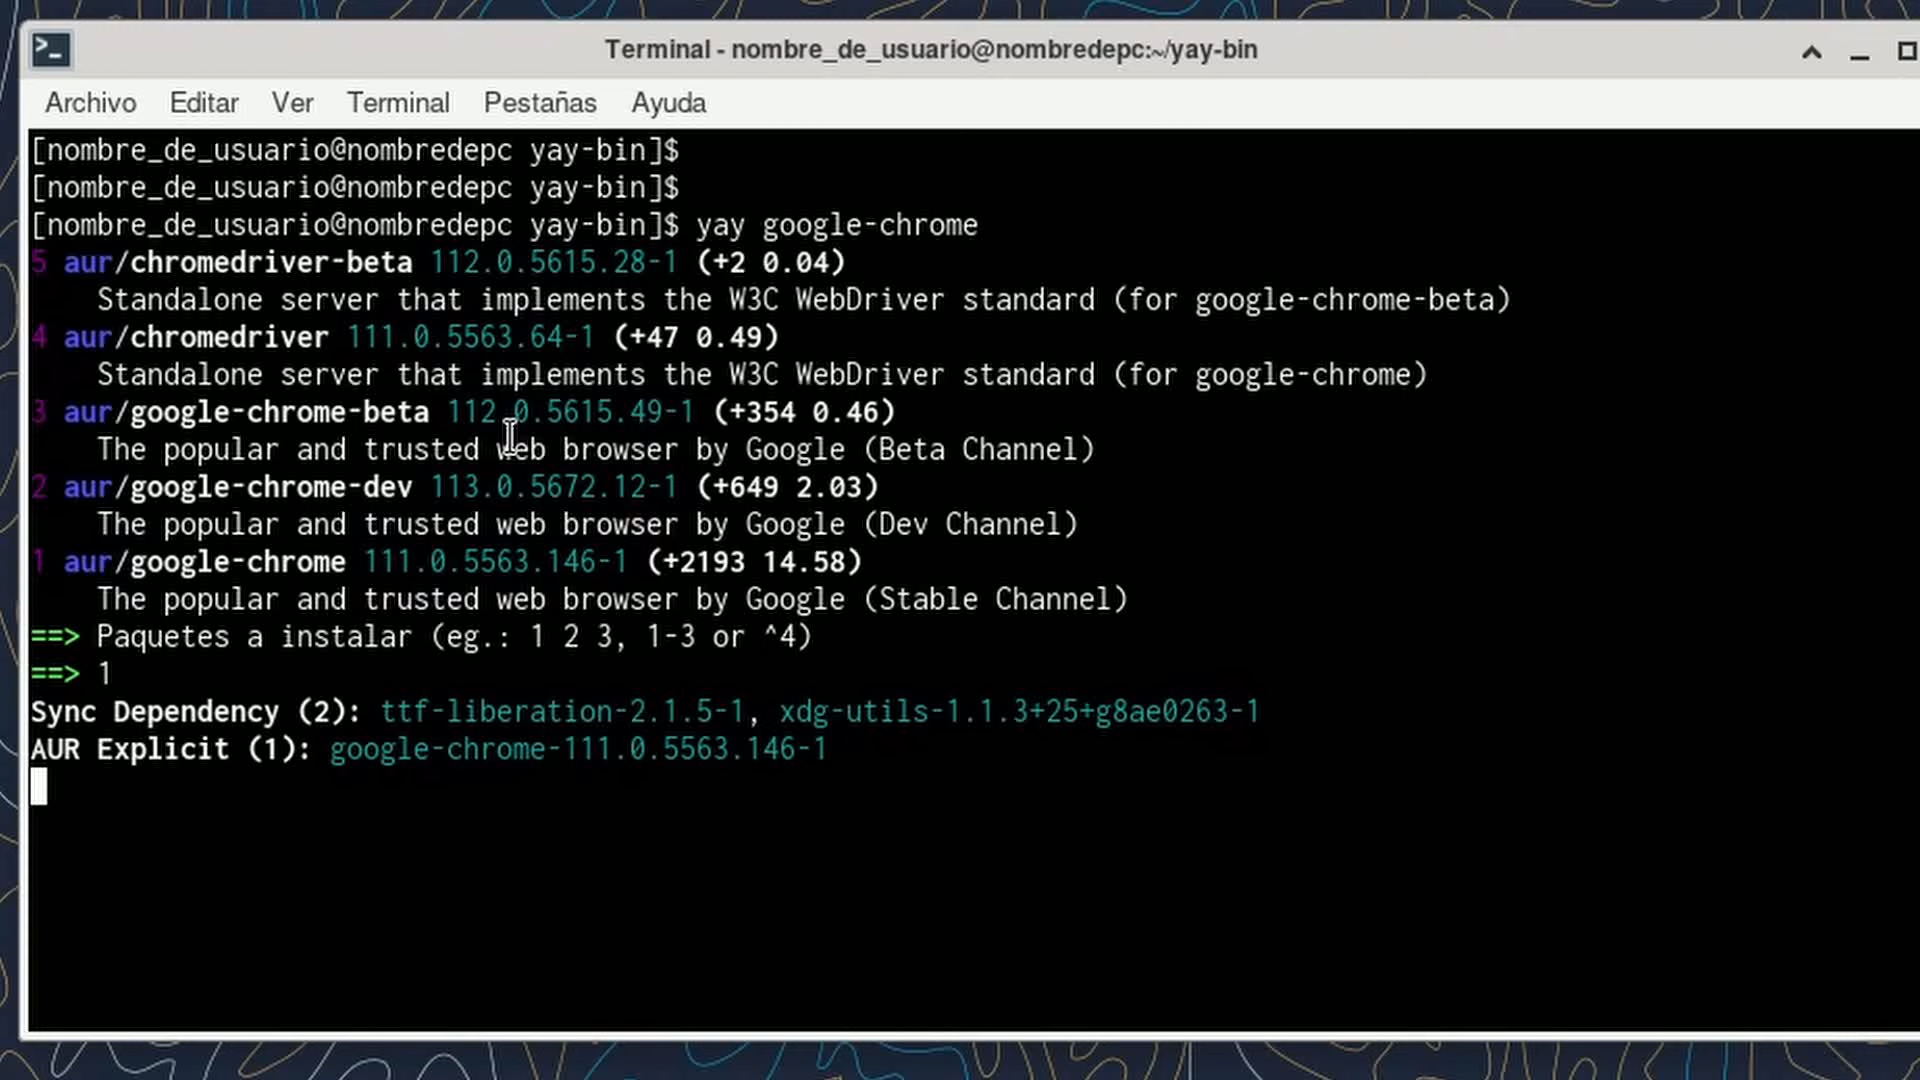 Terminal - nombre_de_usuario@nombredepc:~/yay-bin
Archivo Editar Ver Terminal Pestañas Ayuda
[nombre_de_usuario@nombredepc yay-bin]$
[nombre_de_usuario@nombredepc yay-bin]$
[nombre_de_usuario@nombredepc yay-bin]$ yay google-chrome
5 aur/chromedriver-beta 112.0.5615.28-1 (+2 0.04)
Standalone server that implements the W3C WebDriver standard (for google-chrome-beta)
4 aur/chromedriver 111.0.5563.64-1 (+47 0.49)
Standalone server that implements the W3C WebDriver standard (for google-chrome)
3 aur/google-chrome-beta 112.0.5615.49-1 (+354 0.46)
The popular and trusted web browser by Google (Beta Channel)
2 aur/google-chrome-dev 113.0.5672.12-1 (+649 2.03)
The popular and trusted web browser by Google (Dev Channel)
1 aur/google-chrome 111.0.5563.146-1 (+2193 14.58)
The popular and trusted web browser by Google (Stable Channel)
==> Paquetes a instalar (eg.: 1 2 3, 1-3 or ^4)
==> 1
Sync Dependency (2): ttf-liberation-2.1.5-1, xdg-utils-1.1.3+25+g8ae0263-1
AUR Explicit (1): google-chrome-111.0.5563.146-1